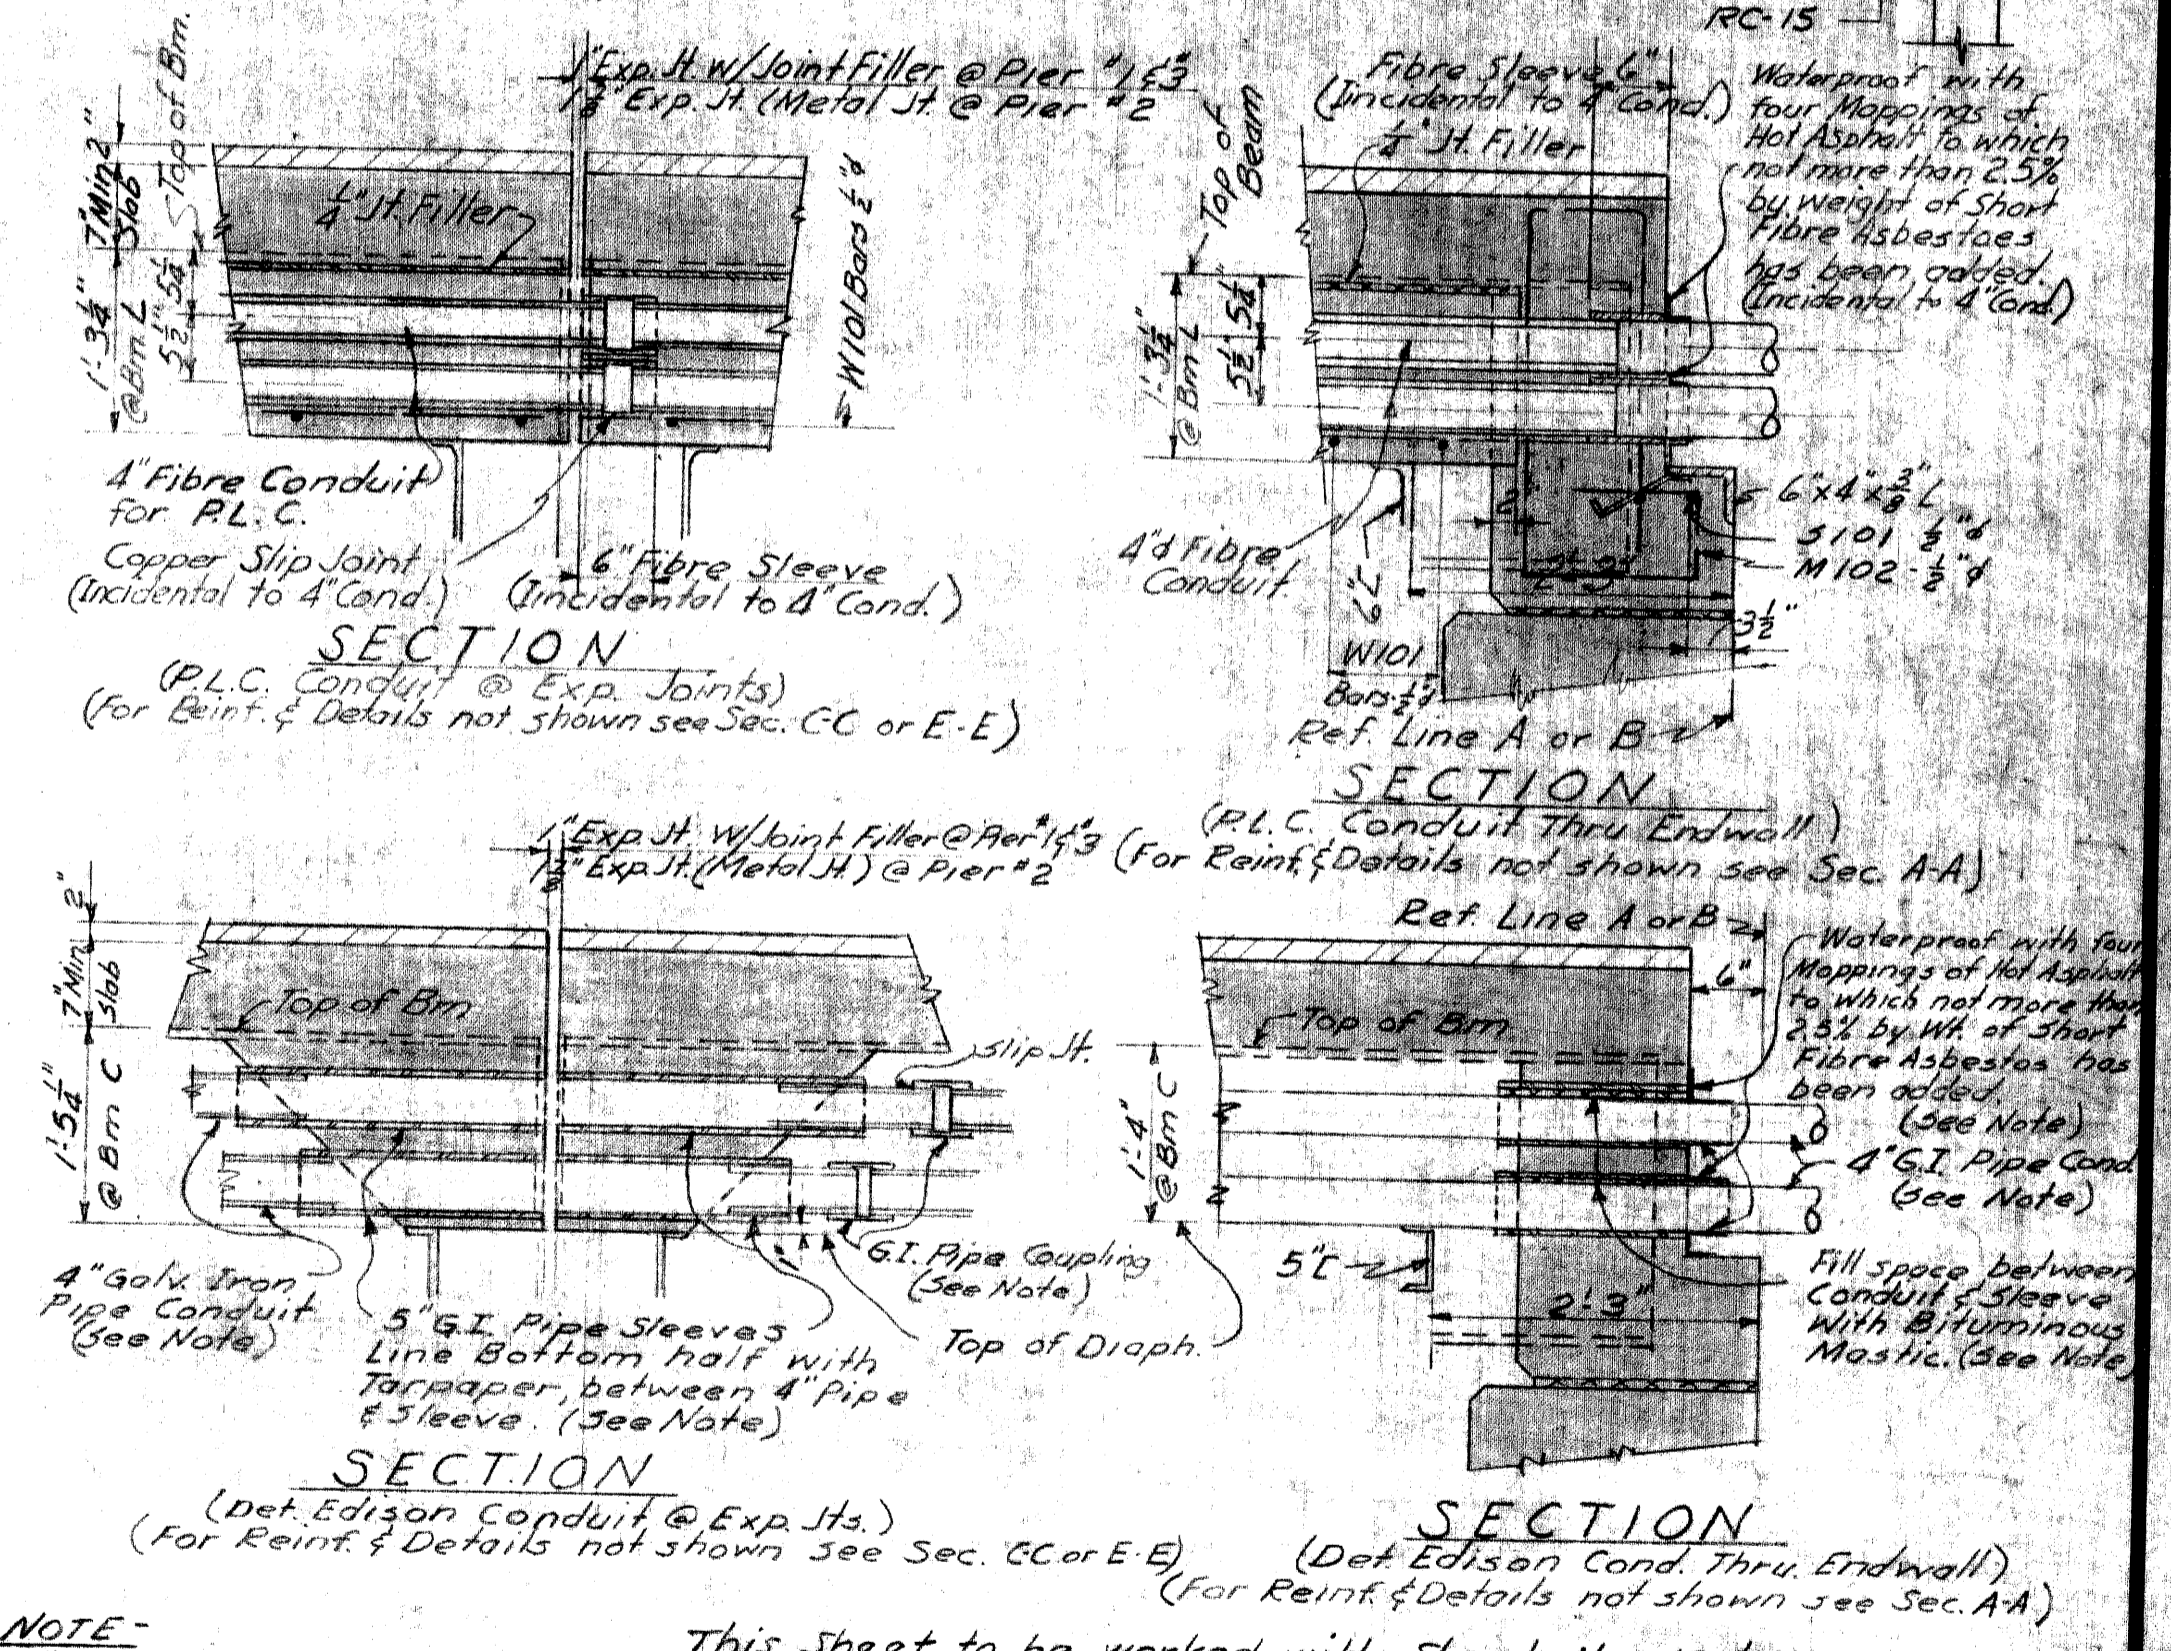 RC-15
1" Exp. Jt. w/Joint Filler @ Pier #1 & #3
1 1/2" Exp. Jt. (Metal Jt. @ Pier #2
2"
7" Min.
Slab
Top of Bm.
5 1/4"
5 1/2"
1'-3 1/4"
@ Bm. L
1/4" Jt. Filler
W101 Bars 1/2" φ
4" Fibre Conduit
for P.L.C.
Copper Slip Joint
(Incidental to 4" Cond.)
6" Fibre Sleeve
(Incidental to 4" Cond.)
SECTION
(P.L.C. Conduit @ Exp. Joints)
(For Reinf. & Details not shown see Sec. C-C or E-E)
Fibre Sleeve 6"
(Incidental to 4" Cond.)
1/4" Jt. Filler
Top of
Beam
5 1/4"
5 1/2"
1'-3 1/4"
@ Bm L
Waterproof with
four Moppings of
Hot Asphalt to which
not more than 2.5%
by weight of Short
Fibre Asbestoes
has been added.
(Incidental to 4" Cond.)
4" φ Fibre
Conduit
2"
6" [
6" x 4" x 3/8 L
S101 1/2" φ
M102 - 1/2" φ
3 1/2"
W101
Bars-1/2" φ
Ref. Line A or B
SECTION
(P.L.C. Conduit Thru Endwall)
(For Reinf. & Details not shown see Sec. A-A)
1" Exp. Jt. w/Joint Filler @ Pier #1 & #3
1 1/2" Exp. Jt. (Metal Jt.) @ Pier #2
2"
7" Min.
Slab
1'-5 1/4"
@ Bm C
Top of Bm
Slip Jt.
4" Galv. Iron
Pipe Conduit
(See Note)
5" G.I. Pipe Sleeves
Line Bottom half with
Tarpaper, between 4" Pipe
& Sleeve. (See Note)
G.I. Pipe Coupling
(See Note)
Top of Diaph.
SECTION
(Det. Edison Conduit @ Exp. Jts.)
(For Reinf. & Details not shown see Sec. C-C or E-E)
Ref. Line A or B
6"
Top of Bm
1'-4"
@ Bm C
Waterproof with four
Moppings of Hot Asphalt
to which not more than
2.5% by Wt. of Short
Fibre Asbestos has
been added.
(See Note)
4" G.I. Pipe Cond.
(See Note)
5" [
2'-3"
Fill space between
Conduit & Sleeve
With Bituminous
Mastic. (See Note
SECTION
(Det. Edison Cond. Thru. Endwall)
(For Reinf. & Details not shown see Sec. A-A)
NOTE-
This Sheet to be worked with